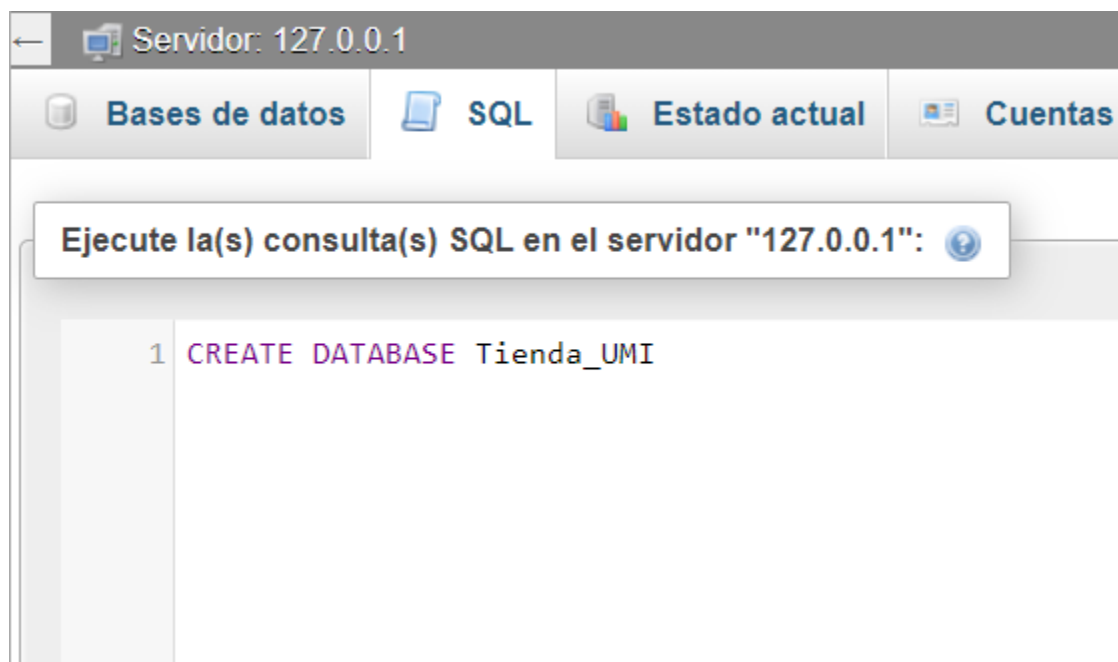 ← Servidor: 127.0.0.1
Bases de datos SQL Estado actual Cuentas
Ejecute la(s) consulta(s) SQL en el servidor "127.0.0.1":
1 CREATE DATABASE Tienda_UMI